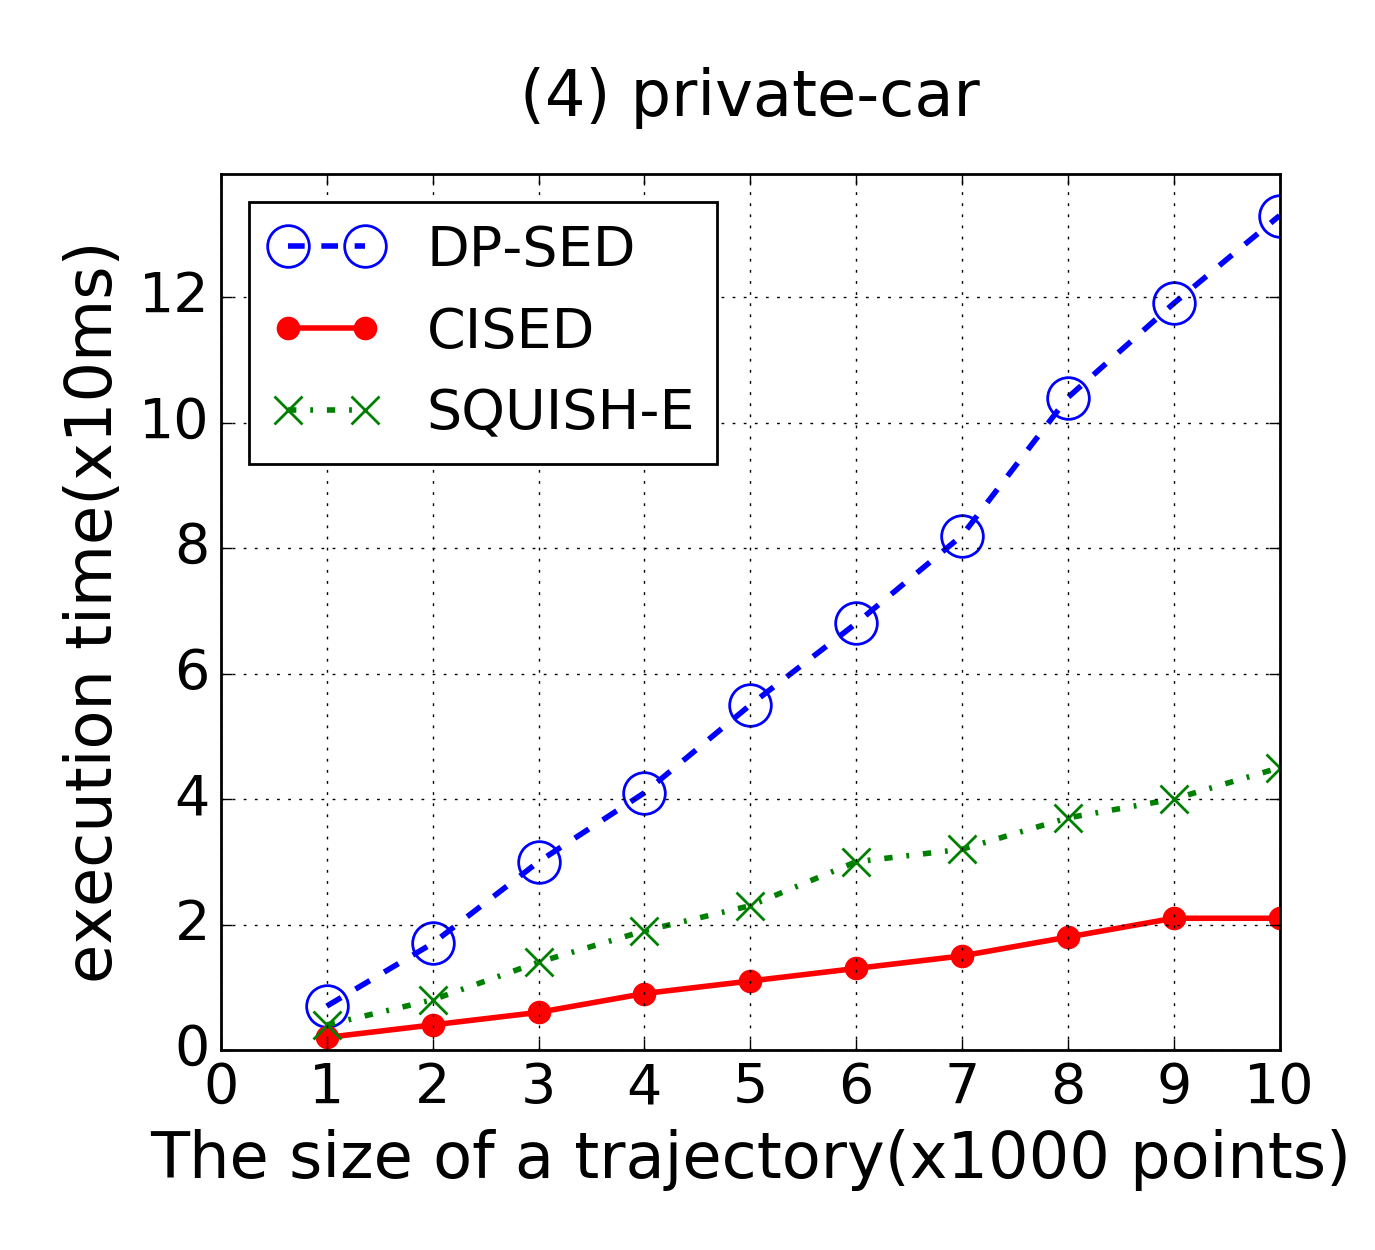 (4) private-car
DP-SED
CISED
SQUISH-E
execution time(x10ms)
12
10
8
6
4
2
0
0 1 2 3 4 5 6 7 8 9 10
The size of a trajectory(x1000 points)